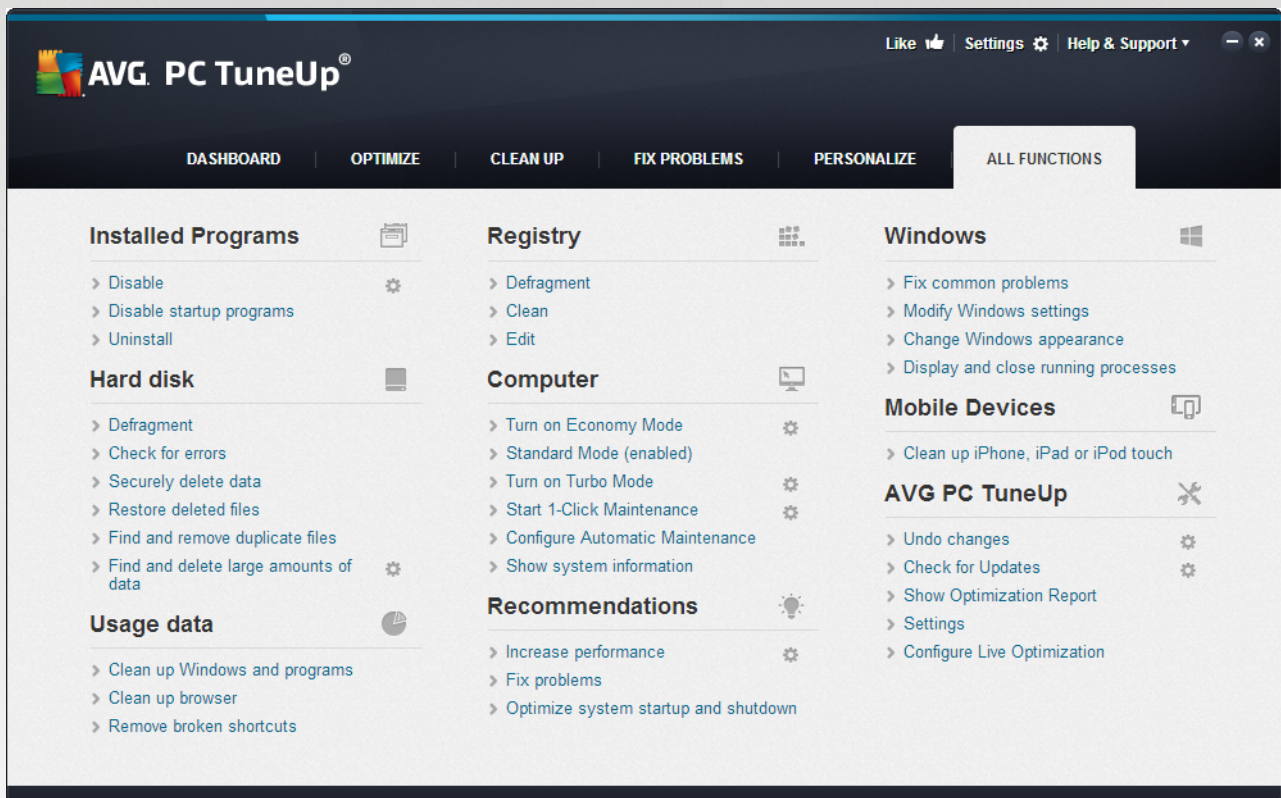 Like
Settings
Help & Support
AVG. PC TuneUp®
DASHBOARD
OPTIMIZE
CLEAN UP
FIX PROBLEMS
PERSONALIZE
ALL FUNCTIONS
Installed Programs
Disable
Disable startup programs
Uninstall
Hard disk
Defragment
Check for errors
Securely delete data
Restore deleted files
Find and remove duplicate files
Find and delete large amounts of
data
Usage data
Clean up Windows and programs
Clean up browser
Remove broken shortcuts
Registry
Defragment
Clean
Edit
Computer
Turn on Economy Mode
Standard Mode (enabled)
Turn on Turbo Mode
Start 1-Click Maintenance
Configure Automatic Maintenance
Show system information
Recommendations
Increase performance
Fix problems
Optimize system startup and shutdown
Windows
Fix common problems
Modify Windows settings
Change Windows appearance
Display and close running processes
Mobile Devices
Clean up iPhone, iPad or iPod touch
AVG PC TuneUp
Undo changes
Check for Updates
Show Optimization Report
Settings
Configure Live Optimization